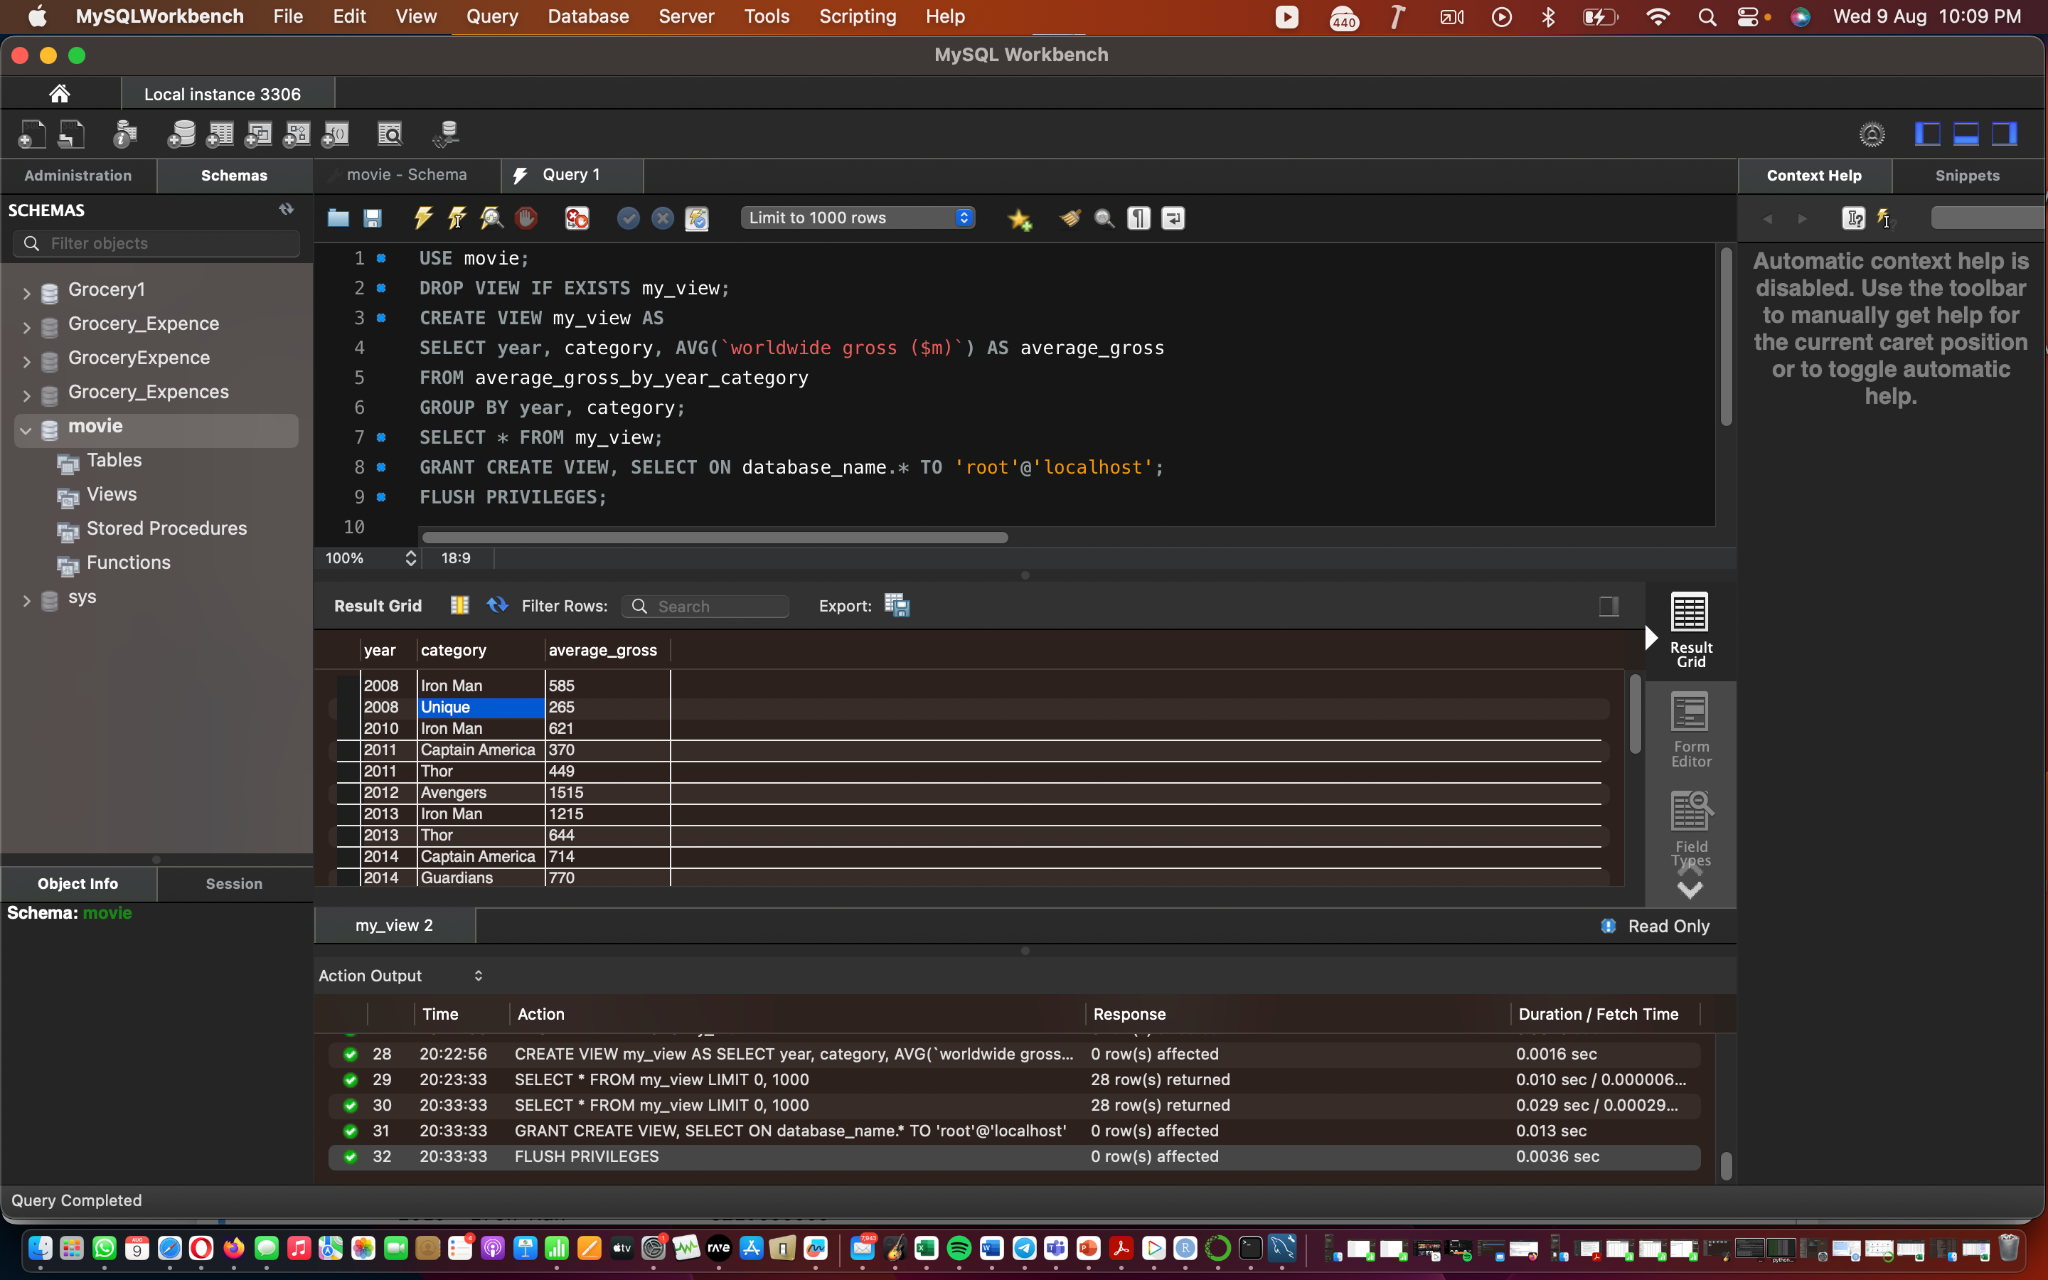 MySQLWorkbench File Edit View Query Database Server Tools Scripting Help 440 Wed 9 Aug 10:09 PM
MySQL Workbench
Local instance 3306
Administration Schemas movie - Schema Query 1 Context Help Snippets
SCHEMAS
Limit to 1000 rows
Filter objects
Grocery1
Grocery_Expence
GroceryExpence
Grocery_Expences
movie
Tables
Views
Stored Procedures
Functions
sys
1 USE movie;
2 DROP VIEW IF EXISTS my_view;
3 CREATE VIEW my_view AS
4 SELECT year, category, AVG(`worldwide gross ($m)`) AS average_gross
5 FROM average_gross_by_year_category
6 GROUP BY year, category;
7 SELECT * FROM my_view;
8 GRANT CREATE VIEW, SELECT ON database_name.* TO 'root'@'localhost';
9 FLUSH PRIVILEGES;
10
100% 18:9
Automatic context help is
disabled. Use the toolbar
to manually get help for
the current caret position
or to toggle automatic
help.
Result Grid Filter Rows: Search Export:
year category average_gross
2008 Iron Man 585
2008 Unique 265
2010 Iron Man 621
2011 Captain America 370
2011 Thor 449
2012 Avengers 1515
2013 Iron Man 1215
2013 Thor 644
2014 Captain America 714
2014 Guardians 770
Result
Grid
Form
Editor
Field
Types
Object Info Session
Schema: movie
my_view 2 Read Only
Action Output
Time Action Response Duration / Fetch Time
28 20:22:56 CREATE VIEW my_view AS SELECT year, category, AVG(`worldwide gross... 0 row(s) affected 0.0016 sec
29 20:23:33 SELECT * FROM my_view LIMIT 0, 1000 28 row(s) returned 0.010 sec / 0.000006...
30 20:33:33 SELECT * FROM my_view LIMIT 0, 1000 28 row(s) returned 0.029 sec / 0.00029...
31 20:33:33 GRANT CREATE VIEW, SELECT ON database_name.* TO 'root'@'localhost' 0 row(s) affected 0.013 sec
32 20:33:33 FLUSH PRIVILEGES 0 row(s) affected 0.0036 sec
Query Completed